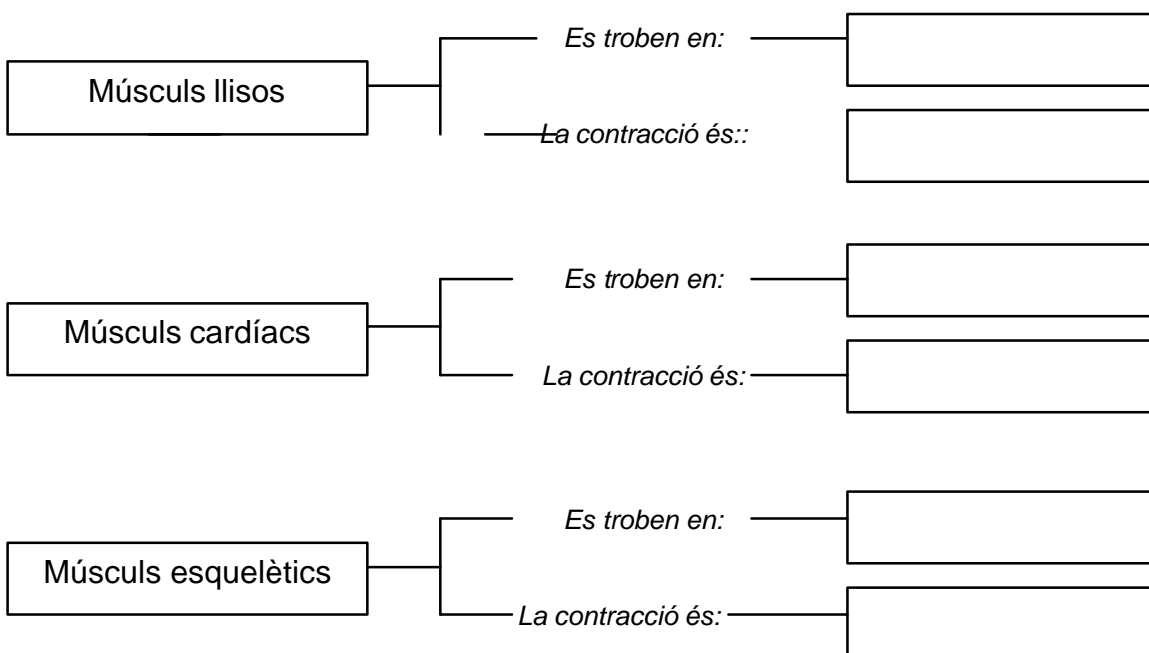 Es troben en:
Músculs llisos
La contracció és::
Es troben en:
Músculs cardíacs
La contracció és:
Es troben en:
Músculs esquelètics
La contracció és: